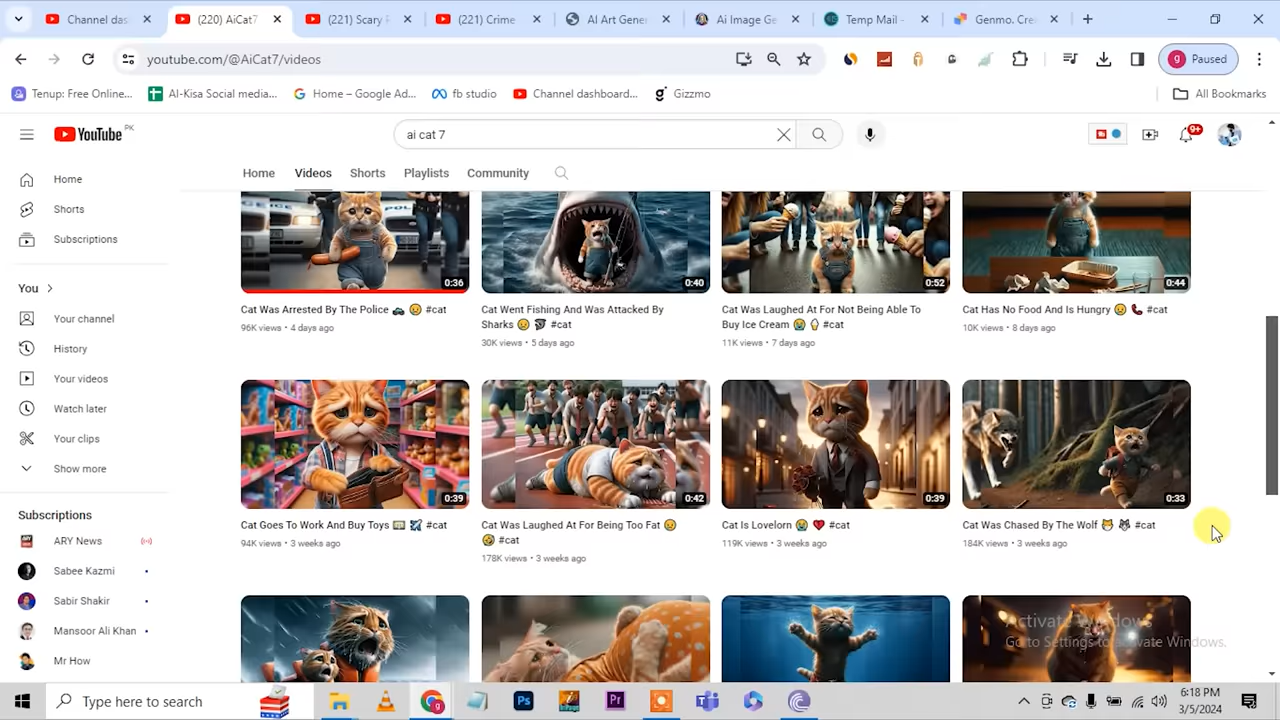 Channel das
(220) AiCat7
(221) Scary
(221) Crime
AI Art Gener
Ai Image Ge
Temp Mail -
Genmo. Cre
youtube.com/@AiCat7/videos
g
Paused
Tenup: Free Online...
AI-Kisa Social media...
Home – Google Ad...
fb studio
Channel dashboard...
Gizzmo
All Bookmarks
YouTube PK
ai cat 7
9+
Home
Videos
Shorts
Playlists
Community
Home
Shorts
Subscriptions
You
Your channel
History
Your videos
Watch later
Your clips
Show more
Subscriptions
ARY News
Sabee Kazmi
Sabir Shakir
Mansoor Ali Khan
Mr How
POLICE
0:36
0:40
0:52
0:44
Cat Was Arrested By The Police 🚓 😢 #cat
96K views • 4 days ago
Cat Went Fishing And Was Attacked By
Sharks 😢 🌪 #cat
30K views • 5 days ago
Cat Was Laughed At For Not Being Able To
Buy Ice Cream 😭 🍦 #cat
11K views • 7 days ago
Cat Has No Food And Is Hungry 😢 🌭 #cat
10K views • 8 days ago
0:39
0:42
0:39
0:33
Cat Goes To Work And Buy Toys 💵 #cat
94K views • 3 weeks ago
Cat Was Laughed At For Being Too Fat 😢
🤣 #cat
178K views • 3 weeks ago
Cat Is Lovelorn 😭 💔 #cat
119K views • 3 weeks ago
Cat Was Chased By The Wolf 😿 🐺 #cat
184K views • 3 weeks ago
Activate Windows
Go to Settings to activate Windows.
Type here to search
Ps
Pr
6:18 PM
3/5/2024